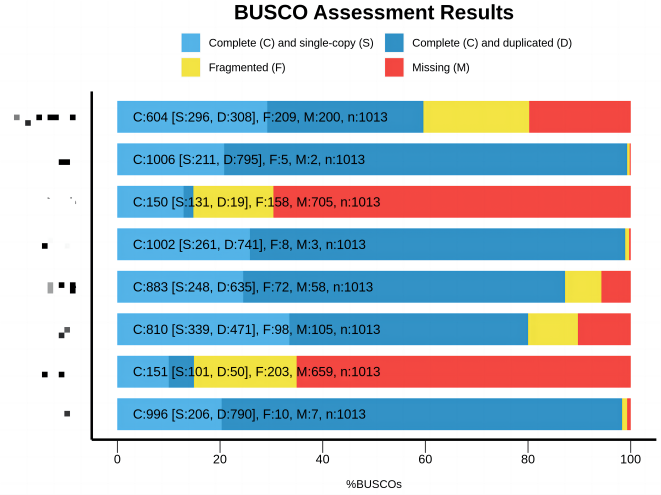 BUSCO Assessment Results
Complete (C) and single-copy (S)
Complete (C) and duplicated (D)
Fragmented (F)
Missing (M)
C:604 [S:296, D:308], F:209, M:200, n:1013
C:1006 [S:211, D:795], F:5, M:2, n:1013
C:150 [S:131, D:19], F:158, M:705, n:1013
C:1002 [S:261, D:741], F:8, M:3, n:1013
C:883 [S:248, D:635], F:72, M:58, n:1013
C:810 [S:339, D:471], F:98, M:105, n:1013
C:151 [S:101, D:50], F:203, M:659, n:1013
C:996 [S:206, D:790], F:10, M:7, n:1013
0 20 40 60 80 100
%BUSCOs